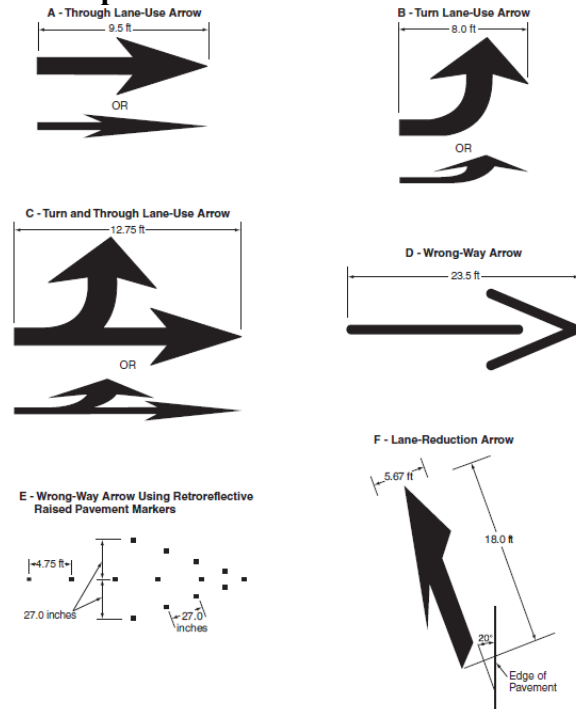 A - Through Lane-Use Arrow
9.5 ft
OR
B - Turn Lane-Use Arrow
8.0 ft
OR
C - Turn and Through Lane-Use Arrow
12.75 ft
OR
D - Wrong-Way Arrow
23.5 ft
E - Wrong-Way Arrow Using Retroreflective
Raised Pavement Markers
4.75 ft
27.0 inches
27.0
inches
F - Lane-Reduction Arrow
5.67 ft
18.0 ft
20°
Edge of
Pavement